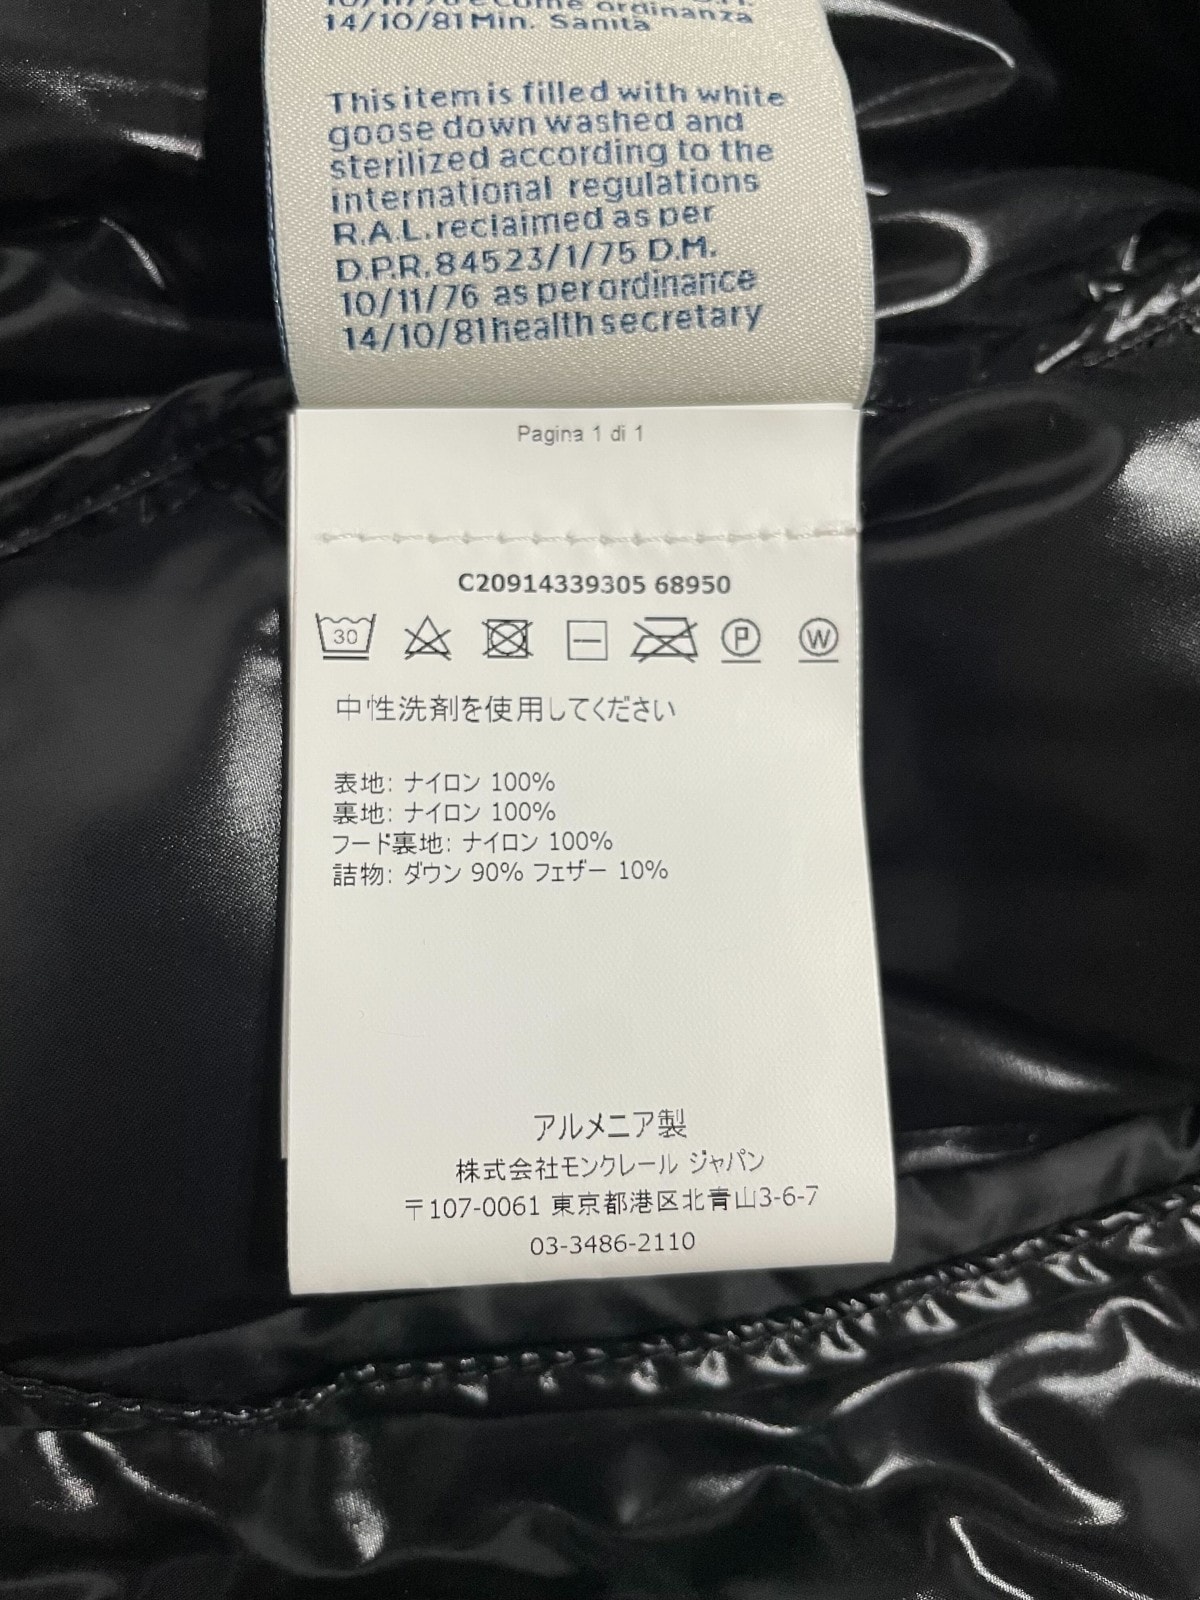 14/10/81 Min. Sanità
This item is filled with white
goose down washed and
sterilized according to the
international regulations
R.A.L. reclaimed as per
D.P.R. 84523/1/75 D.M.
10/11/76 as per ordinance
14/10/81 health secretary
Pagina 1 di 1
C20914339305 68950
30 P W
中性洗剤を使用してください
表地: ナイロン 100%
裏地: ナイロン 100%
フード裏地: ナイロン 100%
詰物: ダウン 90% フェザー 10%
アルメニア製
株式会社モンクレール ジャパン
〒107-0061 東京都港区北青山3-6-7
03-3486-2110